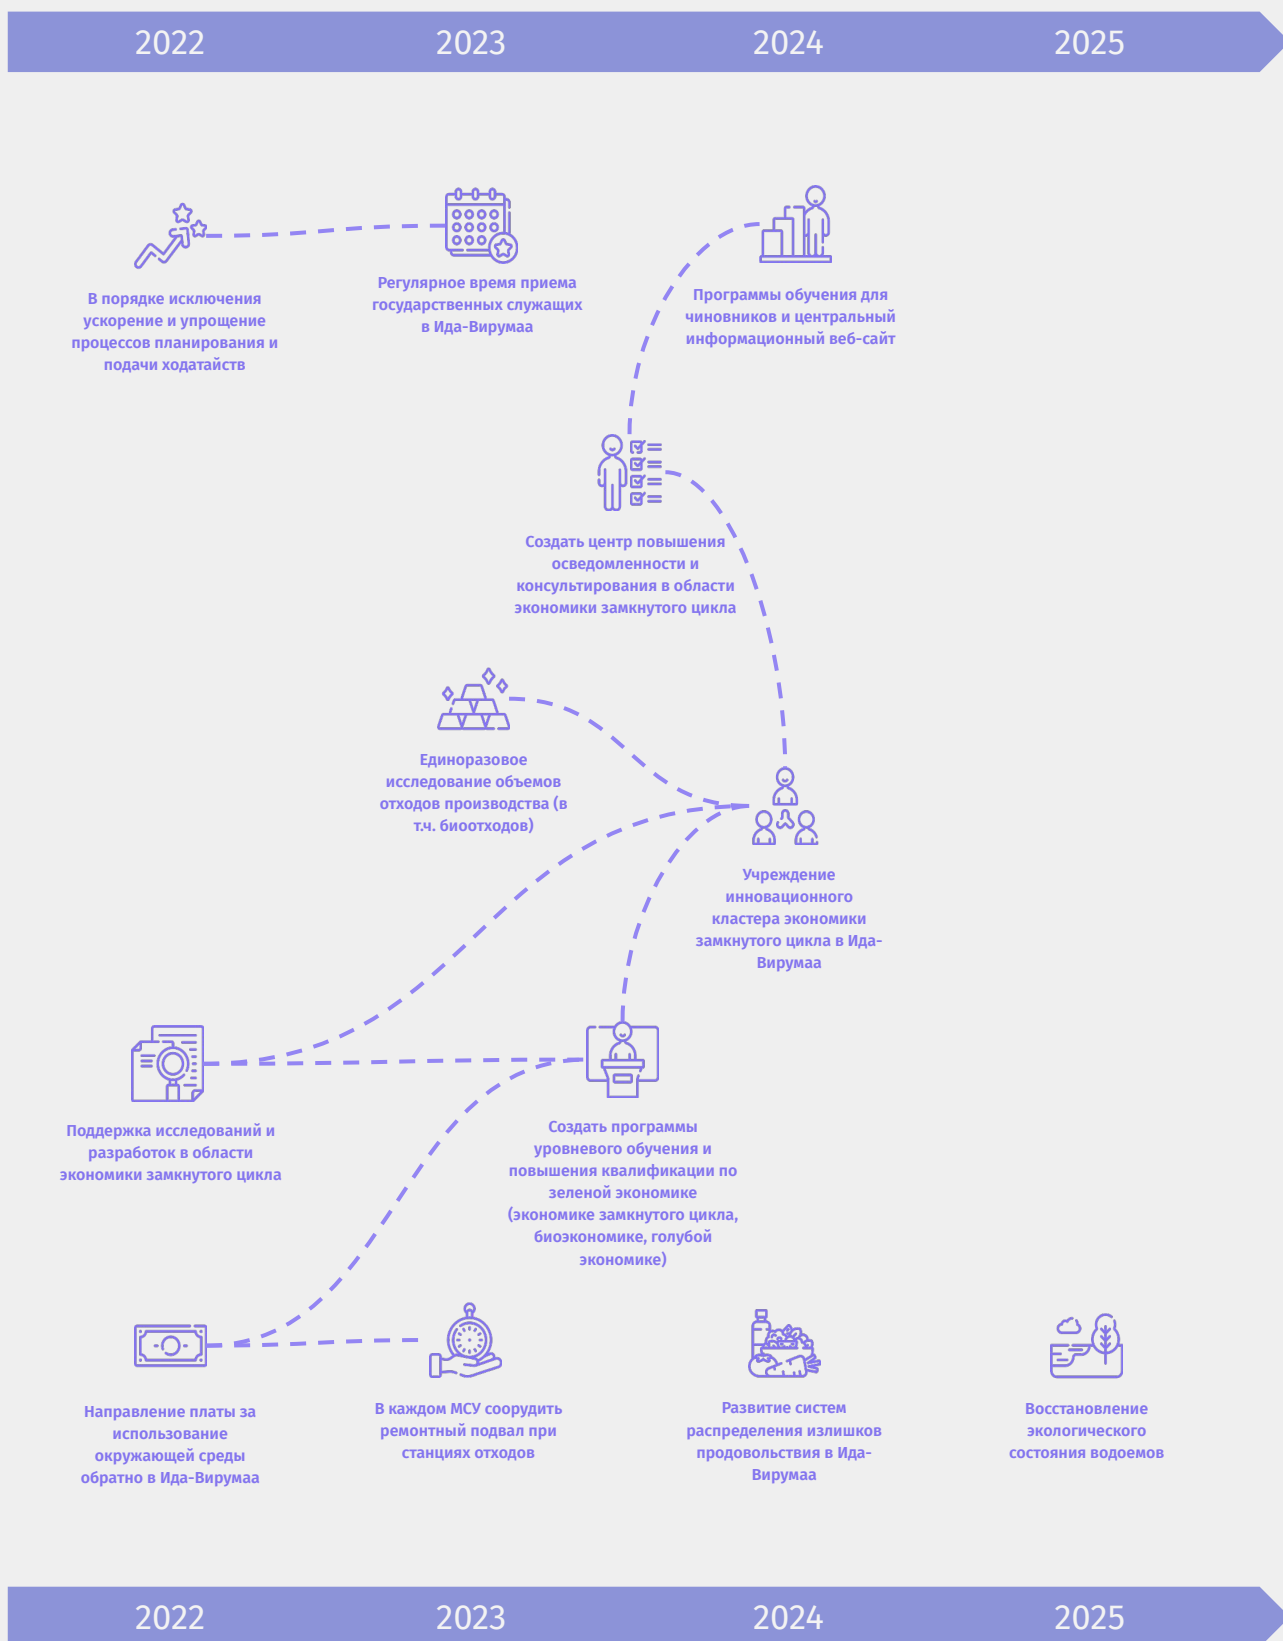 2022 2023 2024 2025
В порядке исключения
ускорение и упрощение
процессов планирования и
подачи ходатайств
Регулярное время приема
государственных служащих
в Ида-Вирумаа
Программы обучения для
чиновников и центральный
информационный веб-сайт
Создать центр повышения
осведомленности и
консультирования в области
экономики замкнутого цикла
Единоразовое
исследование объемов
отходов производства (в
т.ч. биоотходов)
Учреждение
инновационного
кластера экономики
замкнутого цикла в Ида-
Вирумаа
Поддержка исследований и
разработок в области
экономики замкнутого цикла
Создать программы
уровневого обучения и
повышения квалификации по
зеленой экономике
(экономике замкнутого цикла,
биоэкономике, голубой
экономике)
Направление платы за
использование
окружающей среды
обратно в Ида-Вирумаа
В каждом МСУ соорудить
ремонтный подвал при
станциях отходов
Развитие систем
распределения излишков
продовольствия в Ида-
Вирумаа
Восстановление
экологического
состояния водоемов
2022 2023 2024 2025